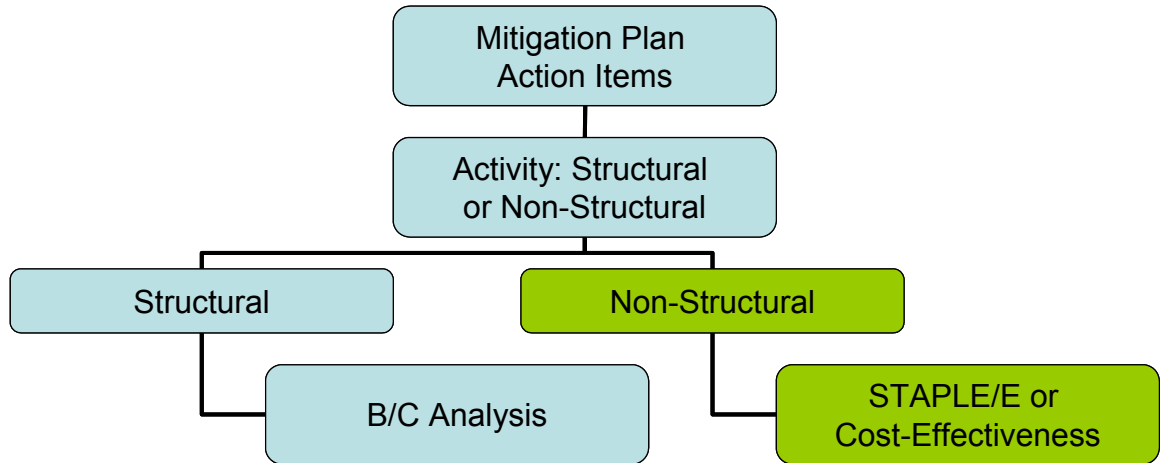 Mitigation Plan
Action Items
Activity: Structural
or Non-Structural
Structural
Non-Structural
B/C Analysis
STAPLE/E or
Cost-Effectiveness